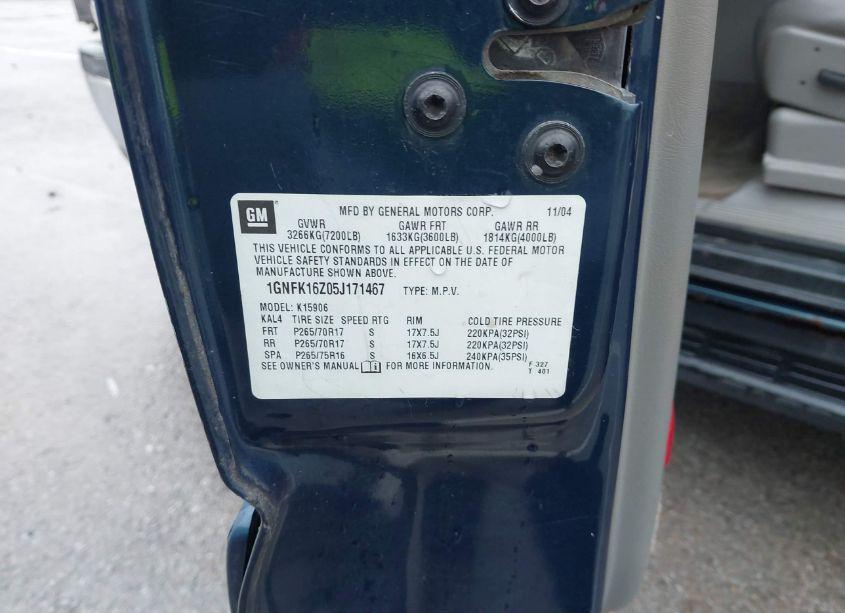 GM MFD BY GENERAL MOTORS CORP. 11/04
GVWR GAWR FRT GAWR RR
3266KG(7200LB) 1633KG(3600LB) 1814KG(4000LB)
THIS VEHICLE CONFORMS TO ALL APPLICABLE U.S. FEDERAL MOTOR
VEHICLE SAFETY STANDARDS IN EFFECT ON THE DATE OF
MANUFACTURE SHOWN ABOVE.
1GNFK16Z05J171467 TYPE: M.P.V.
MODEL: K15906
KAL4 TIRE SIZE SPEED RTG RIM COLD TIRE PRESSURE
FRT P265/70R17 S 17X7.5J 220KPA(32PSI)
RR P265/70R17 S 17X7.5J 220KPA(32PSI)
SPA P265/75R16 S 16X6.5J 240KPA(35PSI)
SEE OWNER'S MANUAL FOR MORE INFORMATION. F 327
T 401